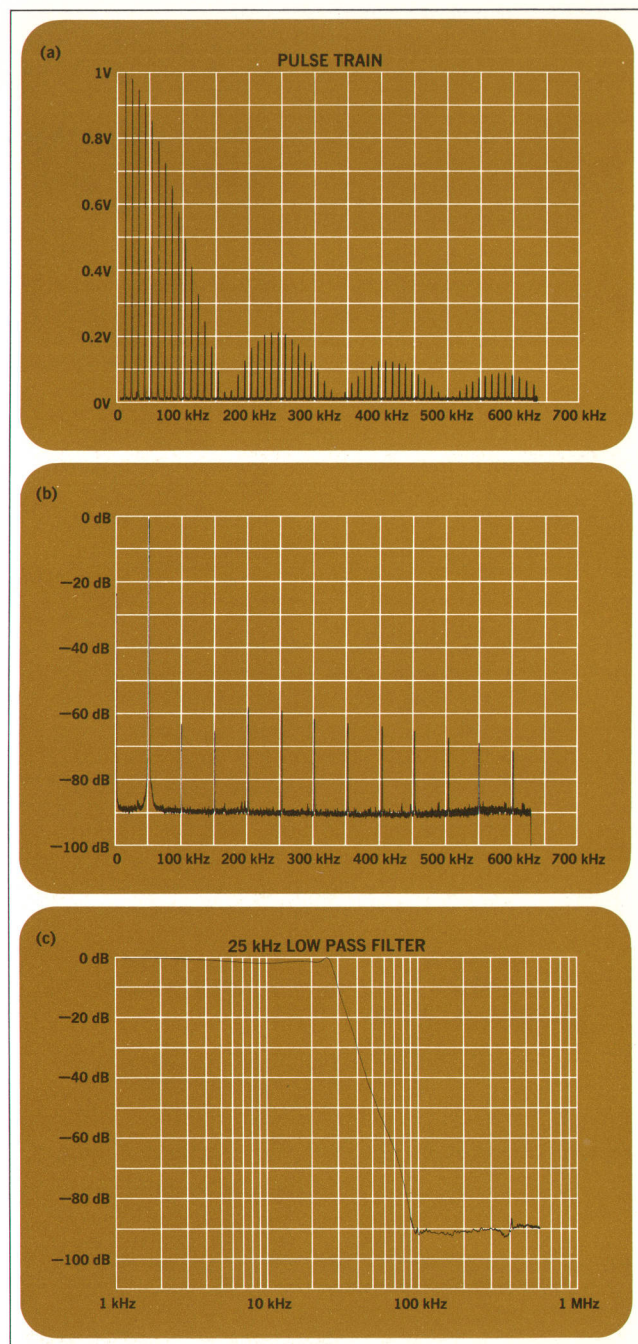 (a)
PULSE TRAIN
1V
0.8V
0.6V
0.4V
0.2V
0V
0 100 kHz 200 kHz 300 kHz 400 kHz 500 kHz 600 kHz 700 kHz
(b)
0 dB
—20 dB
—40 dB
—60 dB
—80 dB
—100 dB
0 100 kHz 200 kHz 300 kHz 400 kHz 500 kHz 600 kHz 700 kHz
(c)
25 kHz LOW PASS FILTER
0 dB
—20 dB
—40 dB
—60 dB
—80 dB
—100 dB
1 kHz 10 kHz 100 kHz 1 MHz